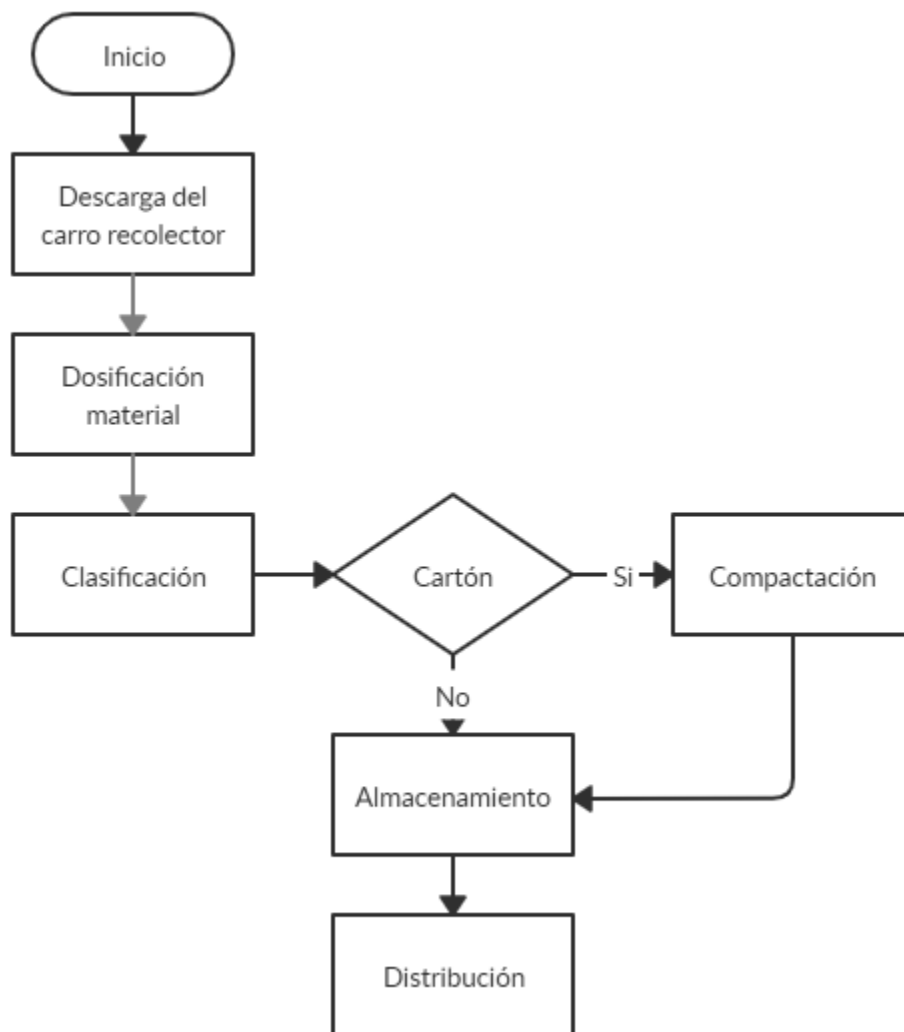 Inicio
Descarga del
carro recolector
Dosificación
material
Clasificación
Cartón
Si
Compactación
No
Almacenamiento
Distribución